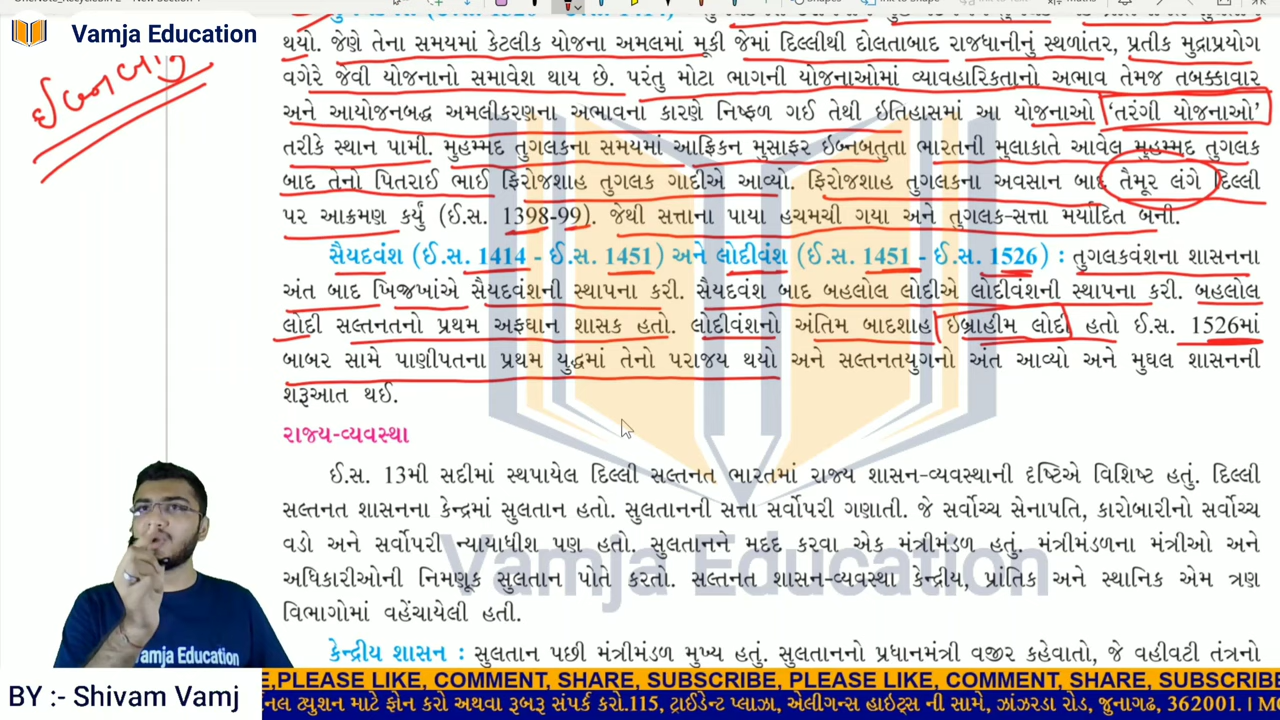 Vamja Education
થયો. જેણે તેના સમયમાં કેટલીક યોજના અમલમાં મૂકી જેમાં દિલ્લીથી દોલતાબાદ રાજધાનીનું સ્થળાંતર, પ્રતીક મુદ્રાપ્રયોગ
વગેરે જેવી યોજનાનો સમાવેશ થાય છે. પરંતુ મોટા ભાગની યોજનાઓમાં વ્યાવહારિકતાનો અભાવ તેમજ તબક્કાવાર
અને આયોજનબદ્ધ અમલીકરણના અભાવના કારણે નિષ્ફળ ગઈ તેથી ઇતિહાસમાં આ યોજનાઓ ‘તરંગી યોજનાઓ’
તરીકે સ્થાન પામી. મુહમ્મદ તુગલકના સમયમાં આફ્રિકન મુસાફર ઇબ્નબતુતા ભારતની મુલાકાતે આવેલ મુહમ્મદ તુગલક
બાદ તેનો પિતરાઈ ભાઈ ફિરોજશાહ તુગલક ગાદીએ આવ્યો. ફિરોજશાહ તુગલકના અવસાન બાદ તૈમૂર લંગે દિલ્લી
પર આક્રમણ કર્યું (ઈ.સ. 1398-99). જેથી સત્તાના પાયા હચમચી ગયા અને તુગલક-સત્તા મર્યાદિત બની.
સૈયદવંશ (ઈ.સ. 1414 - ઈ.સ. 1451) અને લોદીવંશ (ઈ.સ. 1451 - ઈ.સ. 1526) : તુગલકવંશના શાસનના
અંત બાદ ખિજ્રખાંએ સૈયદવંશની સ્થાપના કરી. સૈયદવંશ બાદ બહલોલ લોદીએ લોદીવંશની સ્થાપના કરી. બહલોલ
લોદી સલ્તનતનો પ્રથમ અફઘાન શાસક હતો. લોદીવંશનો અંતિમ બાદશાહ ઇબ્રાહીમ લોદી હતો ઈ.સ. 1526માં
બાબર સામે પાણીપતના પ્રથમ યુદ્ધમાં તેનો પરાજય થયો અને સલ્તનતયુગનો અંત આવ્યો અને મુઘલ શાસનની
શરૂઆત થઈ.
રાજ્ય-વ્યવસ્થા
ઈ.સ. 13મી સદીમાં સ્થપાયેલ દિલ્લી સલ્તનત ભારતમાં રાજ્ય શાસન-વ્યવસ્થાની દૃષ્ટિએ વિશિષ્ટ હતું. દિલ્લી
સલ્તનત શાસનના કેન્દ્રમાં સુલતાન હતો. સુલતાનની સત્તા સર્વોપરી ગણાતી. જે સર્વોચ્ચ સેનાપતિ, કારોબારીનો સર્વોચ્ચ
વડો અને સર્વોપરી ન્યાયાધીશ પણ હતો. સુલતાનને મદદ કરવા એક મંત્રીમંડળ હતું. મંત્રીમંડળના મંત્રીઓ અને
અધિકારીઓની નિમણૂક સુલતાન પોતે કરતો. સલ્તનત શાસન-વ્યવસ્થા કેન્દ્રીય, પ્રાંતિક અને સ્થાનિક એમ ત્રણ
વિભાગોમાં વહેંચાયેલી હતી.
કેન્દ્રીય શાસન : સુલતાન પછી મંત્રીમંડળ મુખ્ય હતું. સુલતાનનો પ્રધાનમંત્રી વજીર કહેવાતો, જે વહીવટી તંત્રનો
Vamja Education
amja Education
BY :- Shivam Vamj
E,PLEASE LIKE, COMMENT, SHARE, SUBSCRIBE, PLEASE LIKE, COMMENT, SHARE, SUBSCRIBE
નલ ટ્યુશન માટે ફોન કરો અથવા રૂબરૂ સંપર્ક કરો.115, ટ્રાઈડેન્ટ પ્લાઝા, એલીગન્સ હાઇટ્સ ની સામે, ઝાંઝરડા રોડ, જુનાગઢ, 362001.